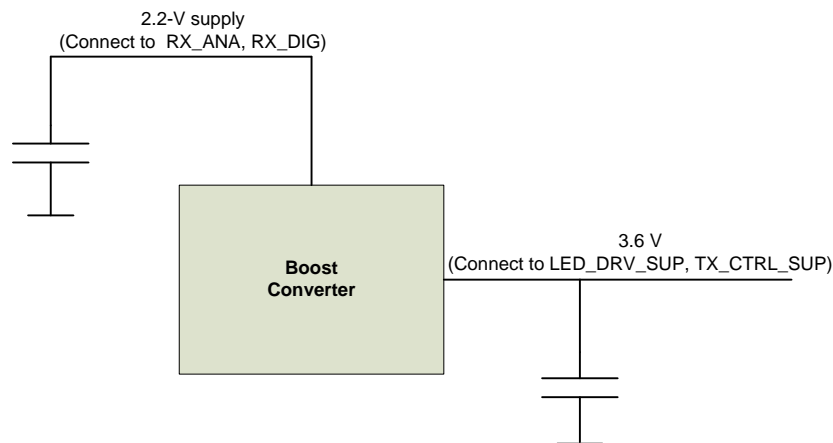 2.2-V supply
(Connect to RX_ANA, RX_DIG)
Boost
Converter
3.6 V
(Connect to LED_DRV_SUP, TX_CTRL_SUP)